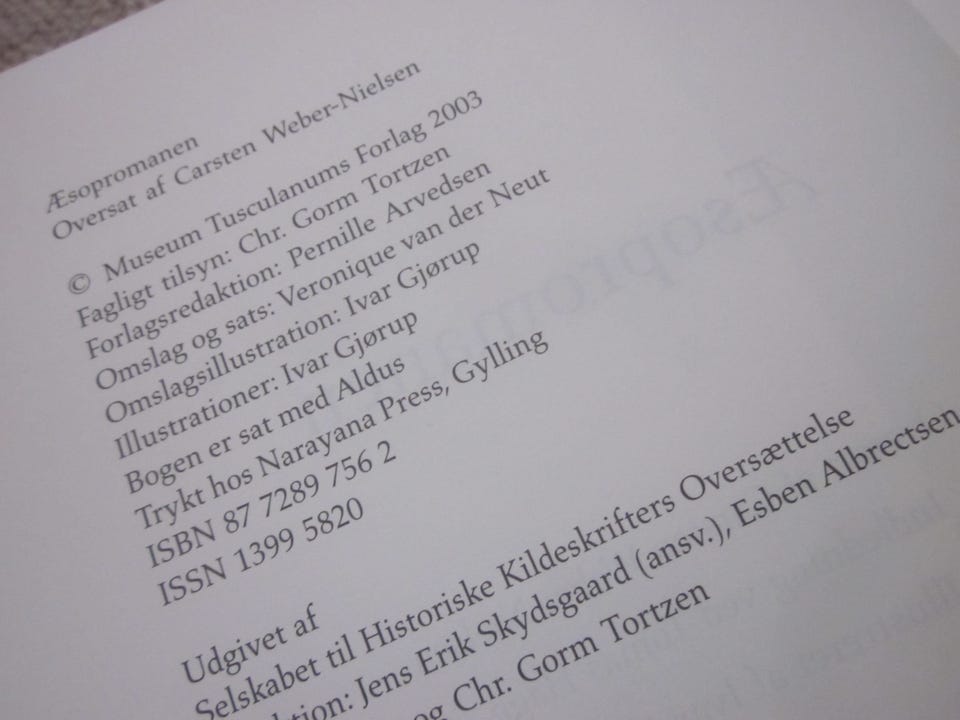 Æsopromanen
Oversat af Carsten Weber-Nielsen
© Museum Tusculanums Forlag 2003
Fagligt tilsyn: Chr. Gorm Tortzen
Forlagsredaktion: Pernille Arvedsen
Omslag og sats: Veronique van der Neut
Omslagsillustration: Ivar Gjørup
Illustrationer: Ivar Gjørup
Bogen er sat med Aldus
Trykt hos Narayana Press, Gylling
ISBN 87 7289 756 2
ISSN 1399 5820
Udgivet af
Selskabet til Historiske Kildeskrifters Oversættelse
ktion: Jens Erik Skydsgaard (ansv.), Esben Albrectsen
og Chr. Gorm Tortzen
Æsopromanen